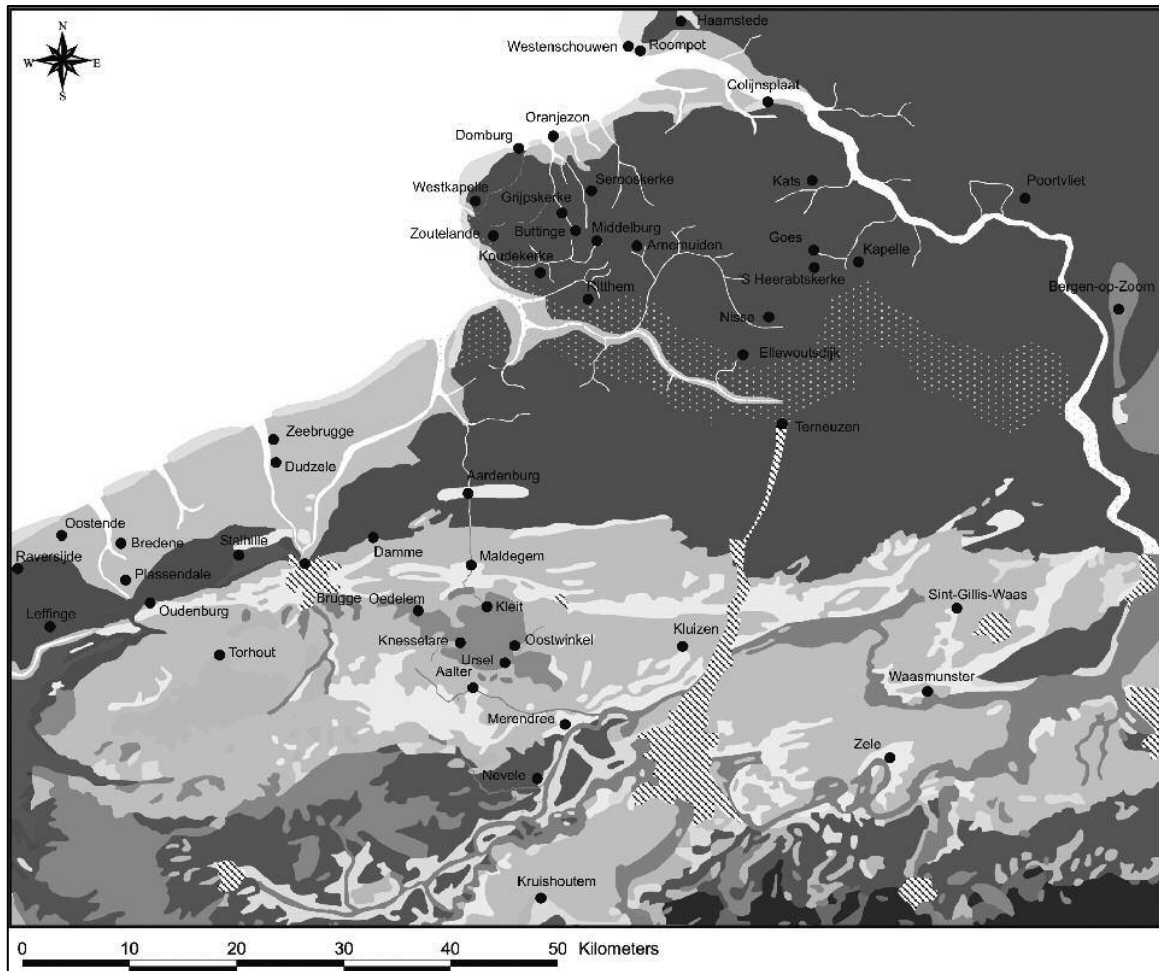 Haamstede
N
Westenschouwen
Roompot
W
E
S
Colijnsplaat
Oranjezon
Domburg
Westkapelle
Serooskerke
Kats
Poortvliet
Grijpskerke
Zoutelande
Buttinge
Middelburg
Arnemuiden
Goes
Kapelle
Koudekerke
'S Heerabtskerke
Ritthem
Bergen-op-Zoom
Nisse
Ellewoutsdijk
Terneuzen
Zeebrugge
Dudzele
Aardenburg
Oostende
Bredene
Stalhille
Damme
Raversijde
Plassendale
Maldegem
Leffinge
Oudenburg
Brugge
Oedelem
Kleit
Sint-Gillis-Waas
Torhout
Knesselare
Oostwinkel
Kluizen
Ursel
Aalter
Waasmunster
Merendree
Zele
Nevele
Kruishoutem
0 10 20 30 40 50 Kilometers